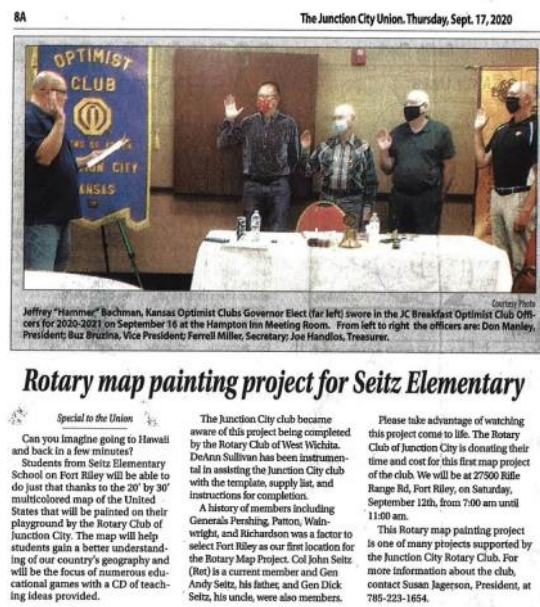 8A
The Junction City Union. Thursday, Sept. 17, 2020
OPTIMIST
CLUB
CITY
KANSAS
Courtesy Photo
Jeffrey "Hammer" Bachman, Kansas Optimist Clubs Governor Elect (far left) swore in the JC Breakfast Optimist Club Offi-
cers for 2020-2021 on September 16 at the Hampton Inn Meeting Room. From left to right the officers are: Don Manley,
President; Buz Bruzina, Vice President; Ferrell Miller, Secretary; Joe Handlos, Treasurer.
Rotary map painting project for Seitz Elementary
Special to the Union
Can you imagine going to Hawaii
and back in a few minutes?
Students from Seitz Elementary
School on Fort Riley will be able to
do just that thanks to the 20' by 30'
multicolored map of the United
States that will be painted on their
playground by the Rotary Club of
Junction City. The map will help
students gain a better understand-
ing of our country's geography and
will be the focus of numerous edu-
cational games with a CD of teach-
ing ideas provided.
The Junction City club became
aware of this project being completed
by the Rotary Club of West Wichita.
DeAnn Sullivan has been instrumen-
tal in assisting the Junction City club
with the template, supply list, and
instructions for completion.
A history of members including
Generals Pershing, Patton, Wain-
wright, and Richardson was a factor to
select Fort Riley as our first location for
the Rotary Map Project. Col John Seitz
(Ret) is a current member and Gen
Andy Seitz, his father, and Gen Dick
Seitz, his uncle, were also members.
Please take advantage of watching
this project come to life. The Rotary
Club of Junction City is donating their
time and cost for this first map project
of the club. We will be at 27500 Rifle
Range Rd, Fort Riley, on Saturday,
September 12th, from 7:00 am until
11:00 am.
This Rotary map painting project
is one of many projects supported by
the Junction City Rotary Club. For
more information about the club,
contact Susan Jagerson, President, at
785-223-1654.